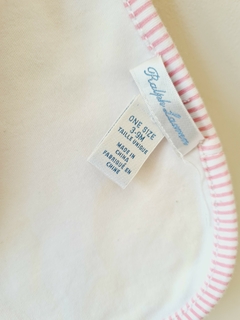 Ralph Lauren
ONE SIZE
3-9M
TAILLE UNIQUE
MADE IN
CHINA
FABRIQUÉ EN
CHINE